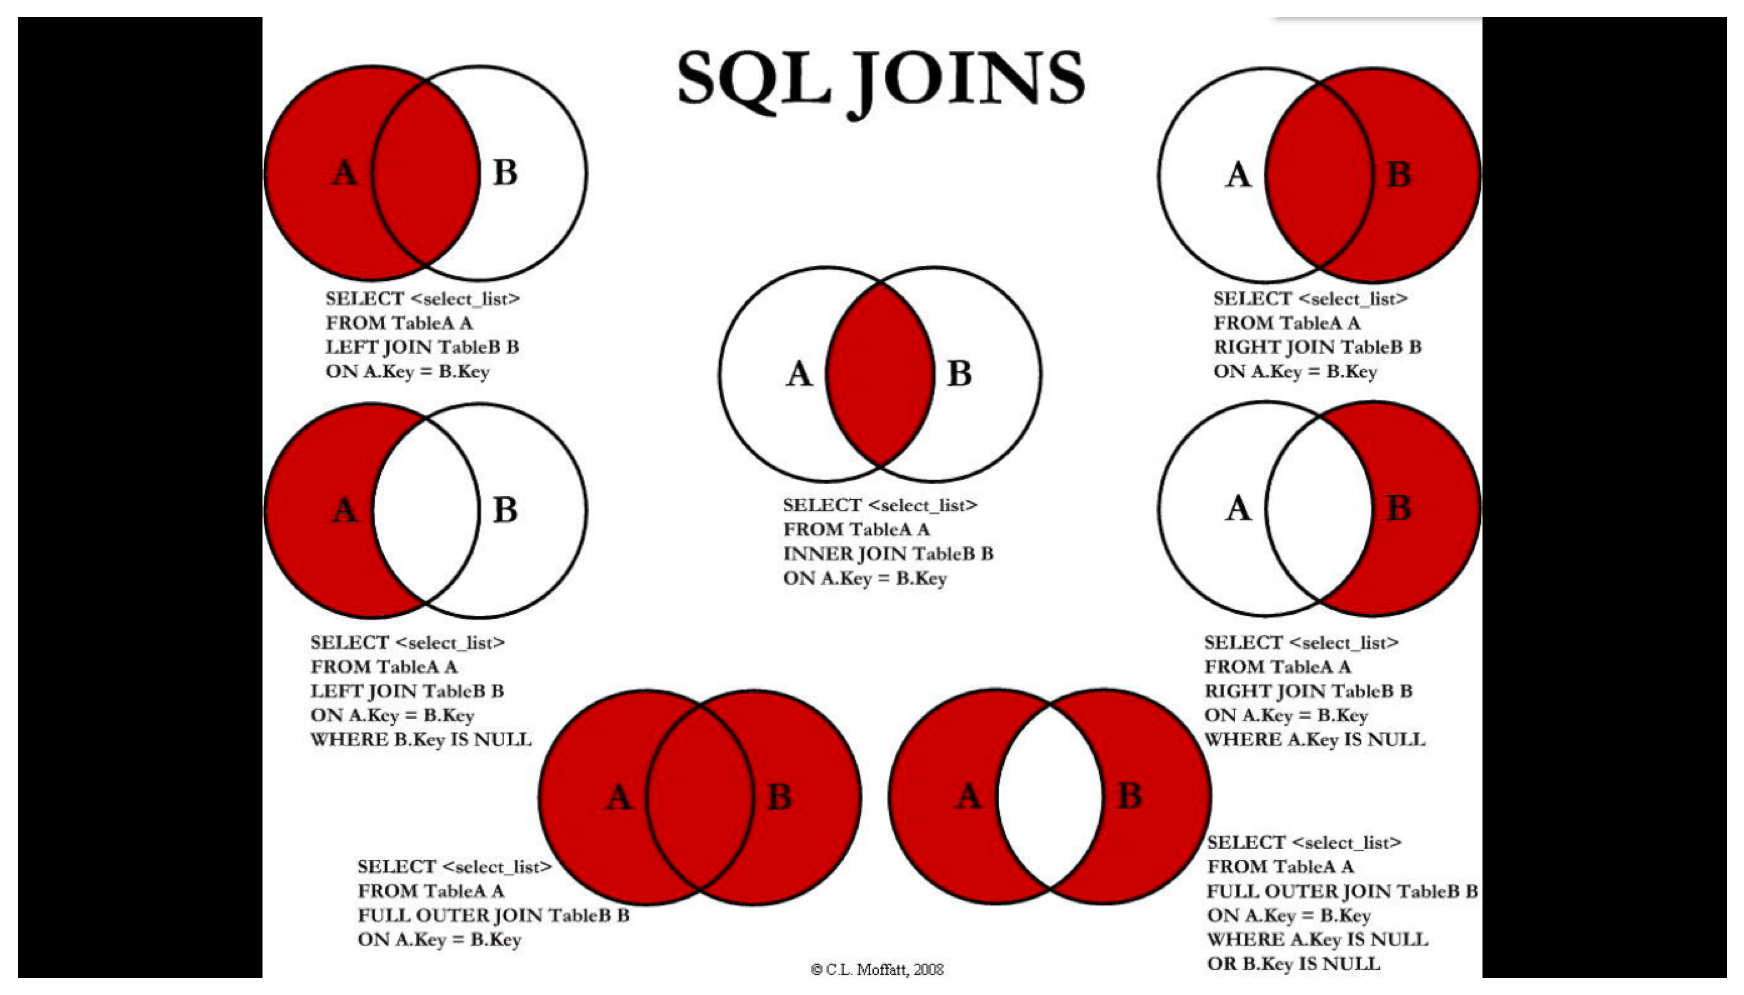 SQL JOINS
A B
SELECT <select_list>
FROM TableA A
LEFT JOIN TableB B
ON A.Key = B.Key
A B
SELECT <select_list>
FROM TableA A
RIGHT JOIN TableB B
ON A.Key = B.Key
A B
SELECT <select_list>
FROM TableA A
INNER JOIN TableB B
ON A.Key = B.Key
A B
SELECT <select_list>
FROM TableA A
LEFT JOIN TableB B
ON A.Key = B.Key
WHERE B.Key IS NULL
A B
SELECT <select_list>
FROM TableA A
RIGHT JOIN TableB B
ON A.Key = B.Key
WHERE A.Key IS NULL
A B
SELECT <select_list>
FROM TableA A
FULL OUTER JOIN TableB B
ON A.Key = B.Key
A B
SELECT <select_list>
FROM TableA A
FULL OUTER JOIN TableB B
ON A.Key = B.Key
WHERE A.Key IS NULL
OR B.Key IS NULL
© C.L. Moffatt, 2008